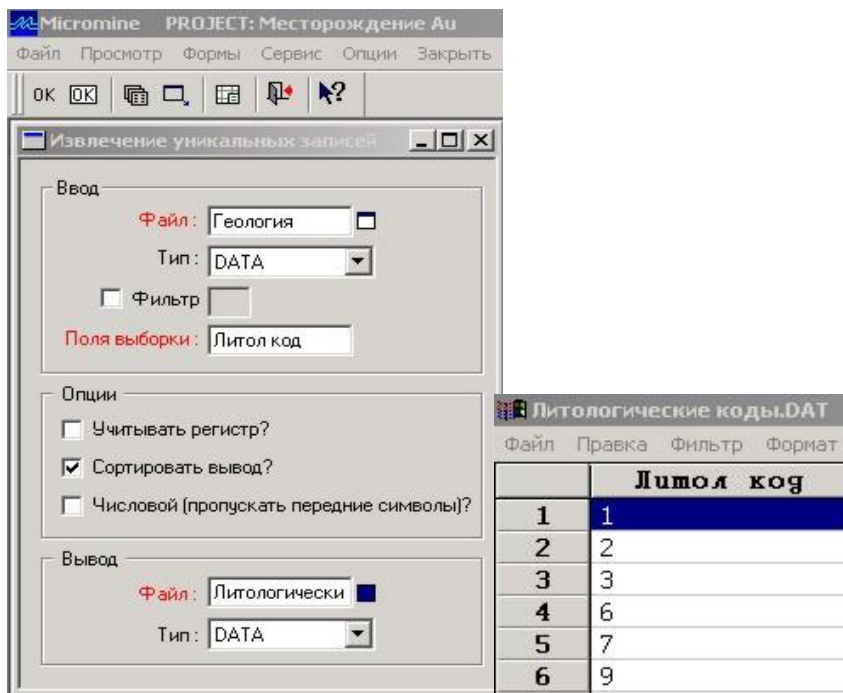 Micromine PROJECT: Месторождение Au
Файл Просмотр Формы Сервис Опции Закрыть
OK OK
Извлечение уникальных записей
Ввод
Файл: Геология
Тип: DATA
Фильтр
Поля выборки: Литол код
Опции
Учитывать регистр?
Сортировать вывод?
Числовой (пропускать передние символы)?
Вывод
Файл: Литологически
Тип: DATA
Литологические коды.DAT
Файл Правка Фильтр Формат
Литол код
1 1
2 2
3 3
4 6
5 7
6 9